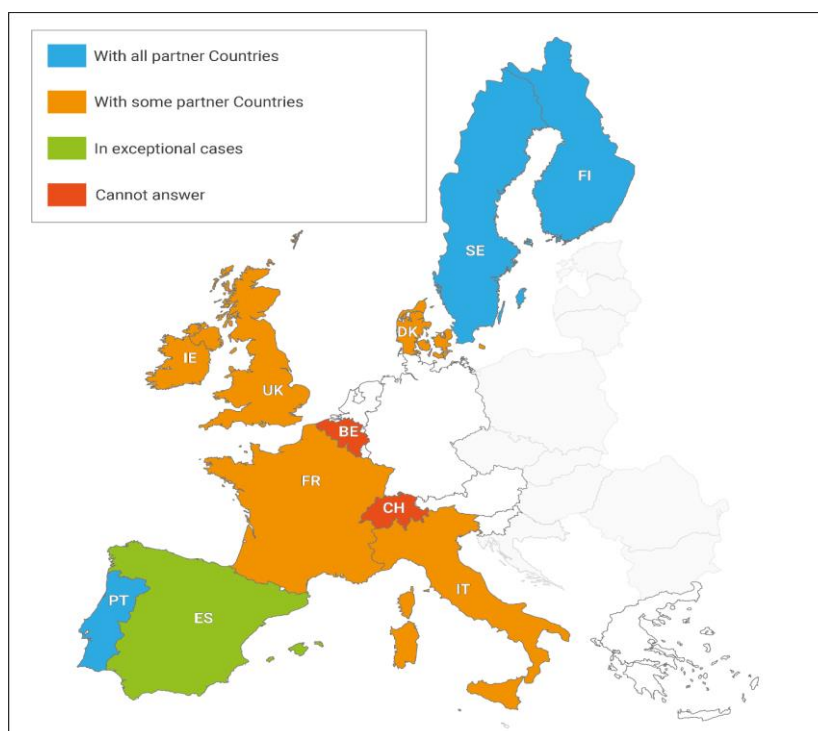 With all partner Countries
With some partner Countries
In exceptional cases
Cannot answer
FI
SE
DK
IE
UK
BE
FR
CH
IT
PT
ES